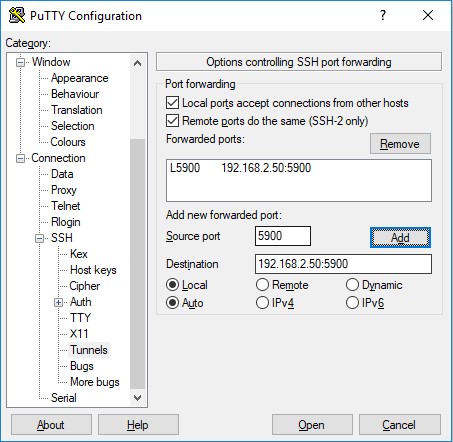 PuTTY Configuration
?
Category:
Window
Appearance
Behaviour
Translation
Selection
Colours
Connection
Data
Proxy
Telnet
Rlogin
SSH
Kex
Host keys
Cipher
Auth
TTY
X11
Tunnels
Bugs
More bugs
Serial
Options controlling SSH port forwarding
Port forwarding
Local ports accept connections from other hosts
Remote ports do the same (SSH-2 only)
Forwarded ports:
Remove
L5900 192.168.2.50:5900
Add new forwarded port:
Source port 5900 Add
Destination 192.168.2.50:5900
Local Remote Dynamic
Auto IPv4 IPv6
About Help Open Cancel